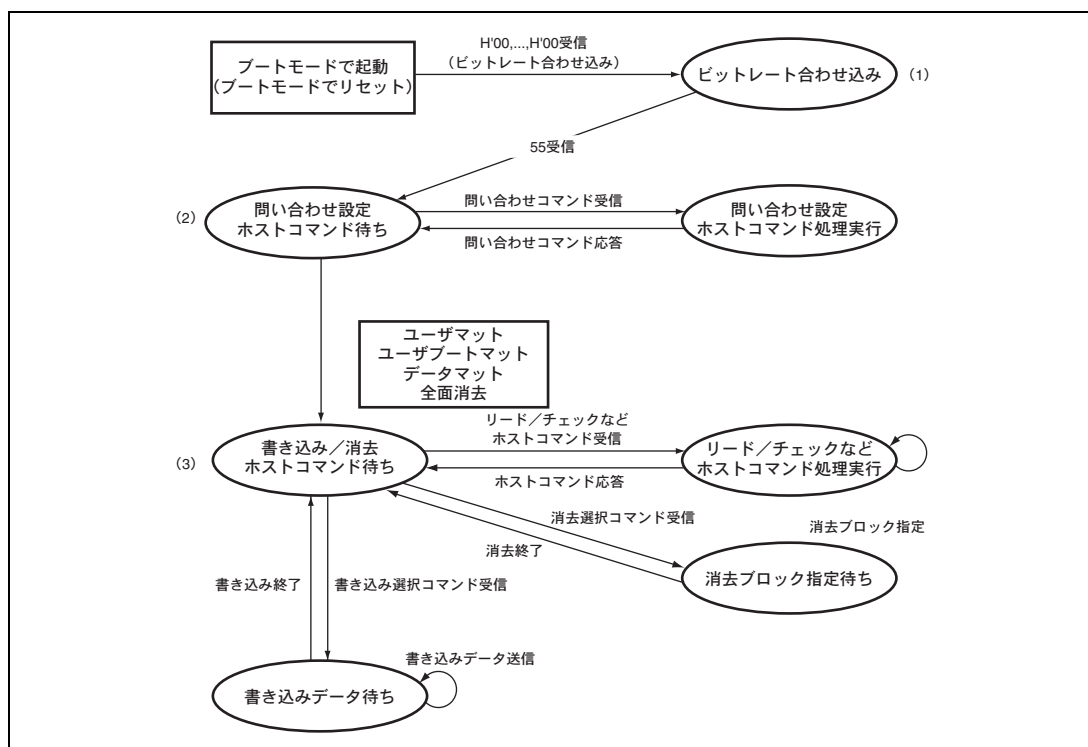 H'00,...,H'00受信
(ビットレート合わせ込み)
ブートモードで起動
(ブートモードでリセット)
ビットレート合わせ込み
(1)
55受信
(2)
問い合わせ設定
ホストコマンド待ち
問い合わせコマンド受信
問い合わせコマンド応答
問い合わせ設定
ホストコマンド処理実行
ユーザマット
ユーザブートマット
データマット
全面消去
(3)
書き込み/消去
ホストコマンド待ち
リード/チェックなど
ホストコマンド受信
ホストコマンド応答
リード/チェックなど
ホストコマンド処理実行
消去選択コマンド受信
消去終了
消去ブロック指定
消去ブロック指定待ち
書き込み終了
書き込み選択コマンド受信
書き込みデータ送信
書き込みデータ待ち